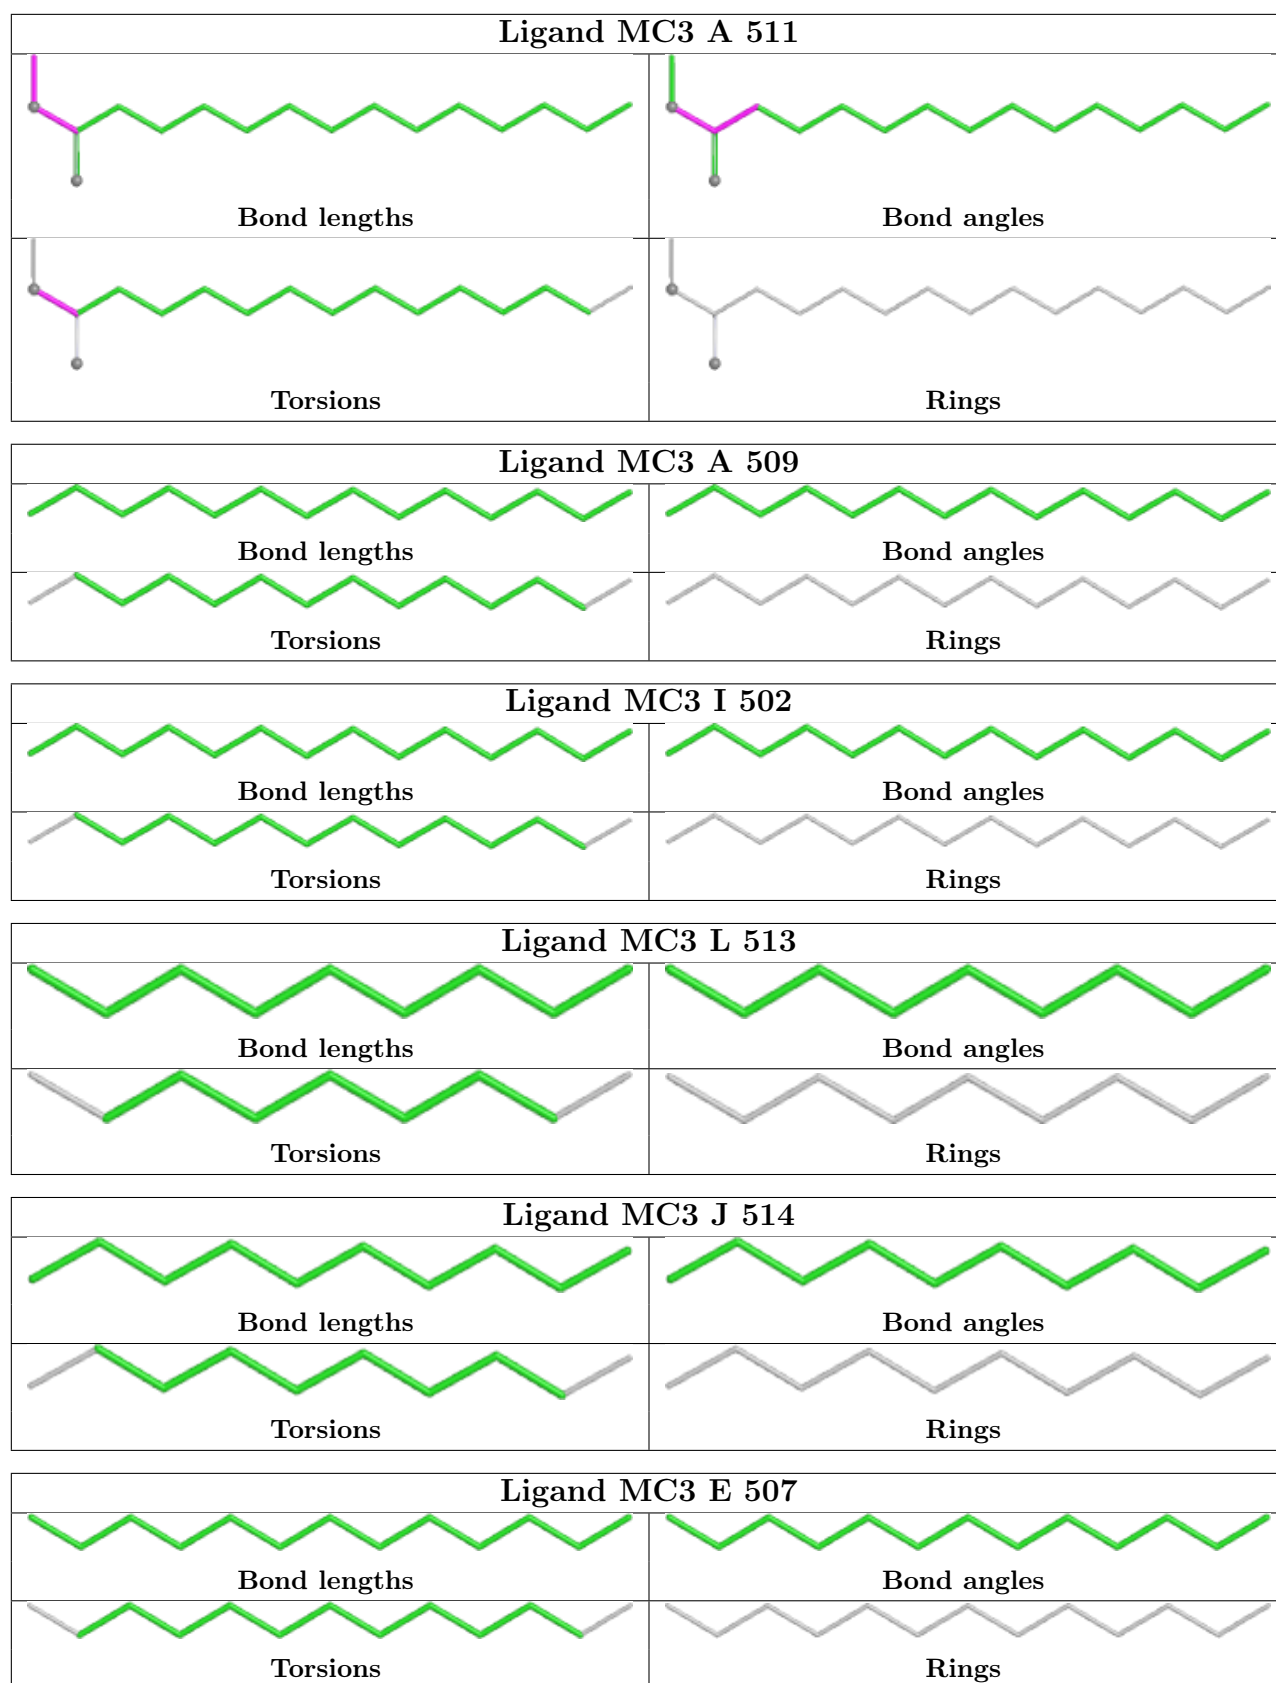 Ligand MC3 A 511
Bond lengths
Bond angles
Torsions
Rings
Ligand MC3 A 509
Bond lengths
Bond angles
Torsions
Rings
Ligand MC3 I 502
Bond lengths
Bond angles
Torsions
Rings
Ligand MC3 L 513
Bond lengths
Bond angles
Torsions
Rings
Ligand MC3 J 514
Bond lengths
Bond angles
Torsions
Rings
Ligand MC3 E 507
Bond lengths
Bond angles
Torsions
Rings